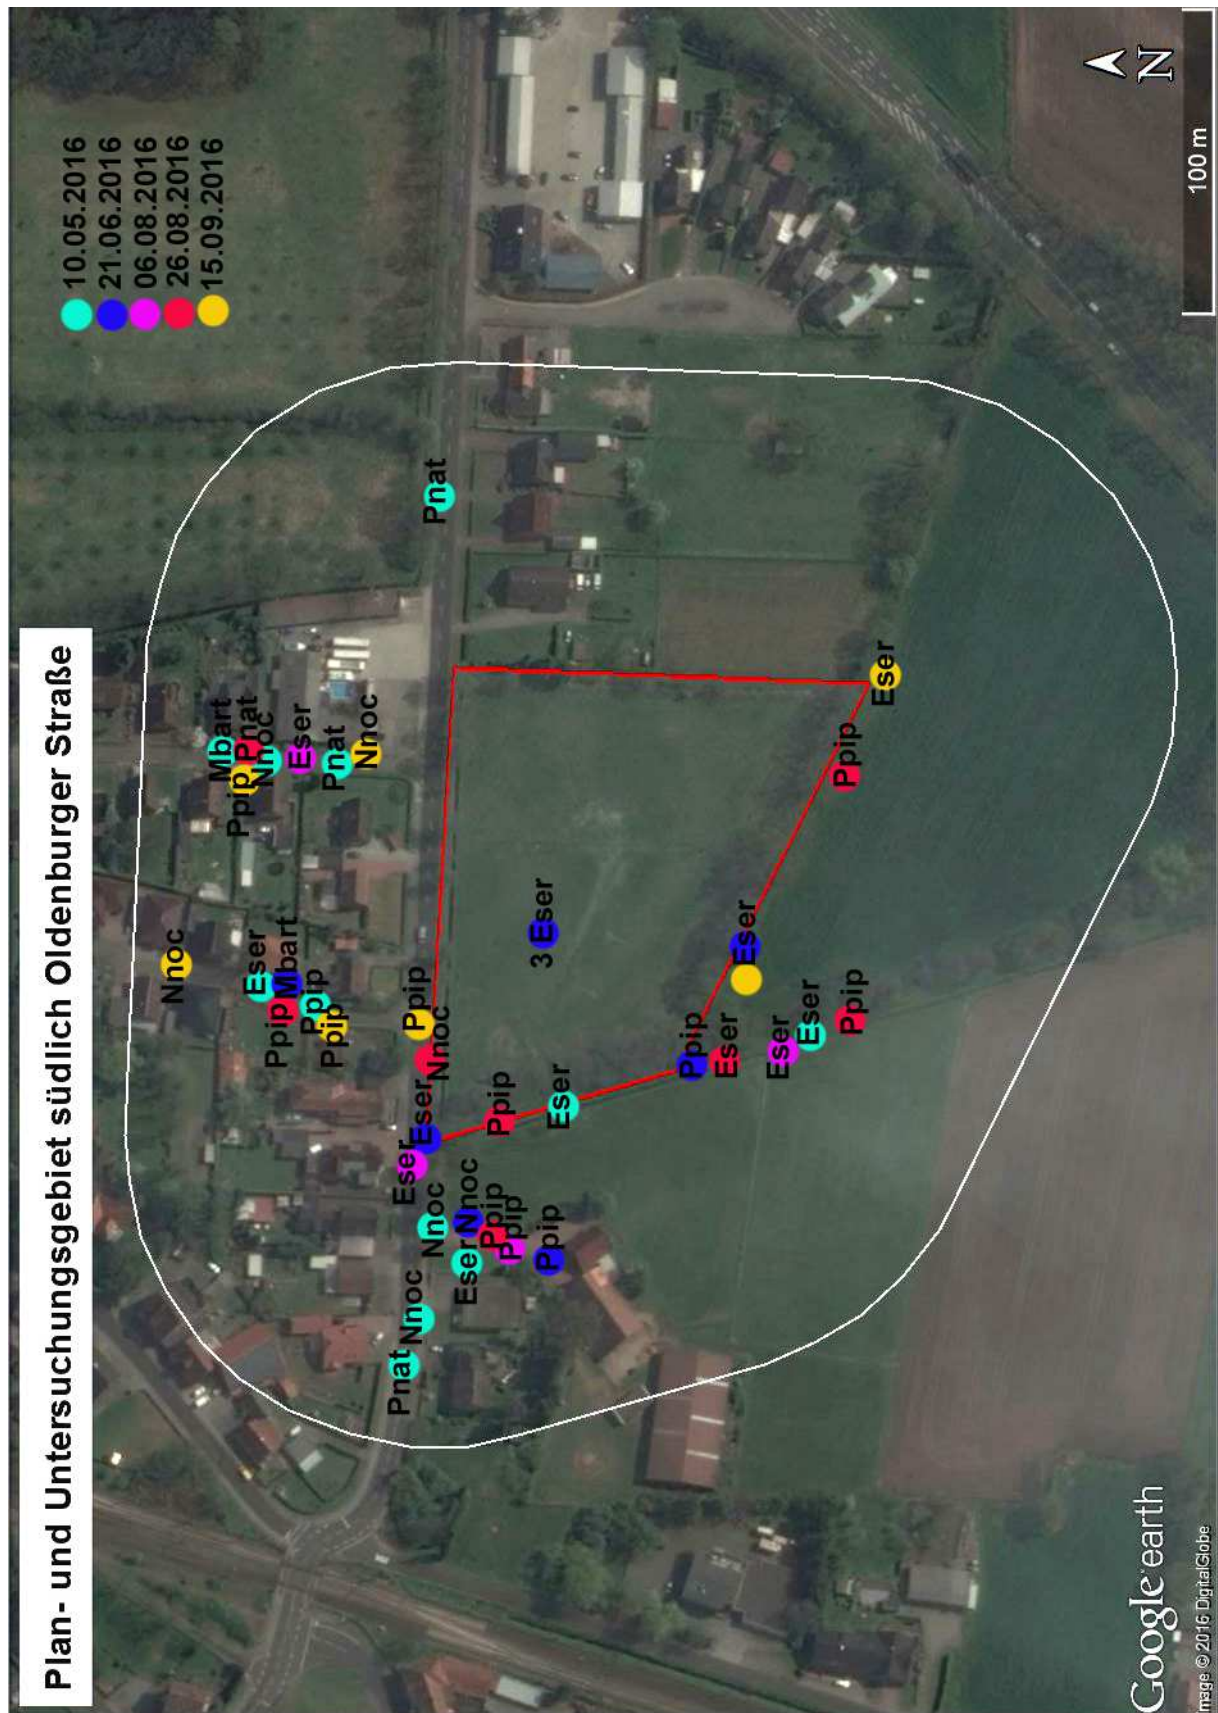 Plan- und Untersuchungsgebiet südlich Oldenburger Straße
10.05.2016
21.06.2016
06.08.2016
26.08.2016
15.09.2016
Nnoc
Mbart
Ppip
Pnat
Eser
Nnoc
Ppip
Mbart
Eser
Ppip
Ppip
Pnat
Nnoc
Pnat
Eser
Nnoc
Ppip
Eser
Nnoc
Pnat
Nnoc
Eser
Nnoc
Ppip
Ppip
Ppip
3 Eser
Ppip
Eser
Ppip
Eser
Eser
Eser
Eser
Ppip
Ppip
Eser
N
Google earth
mage © 2016 DigitalGlobe
100 m